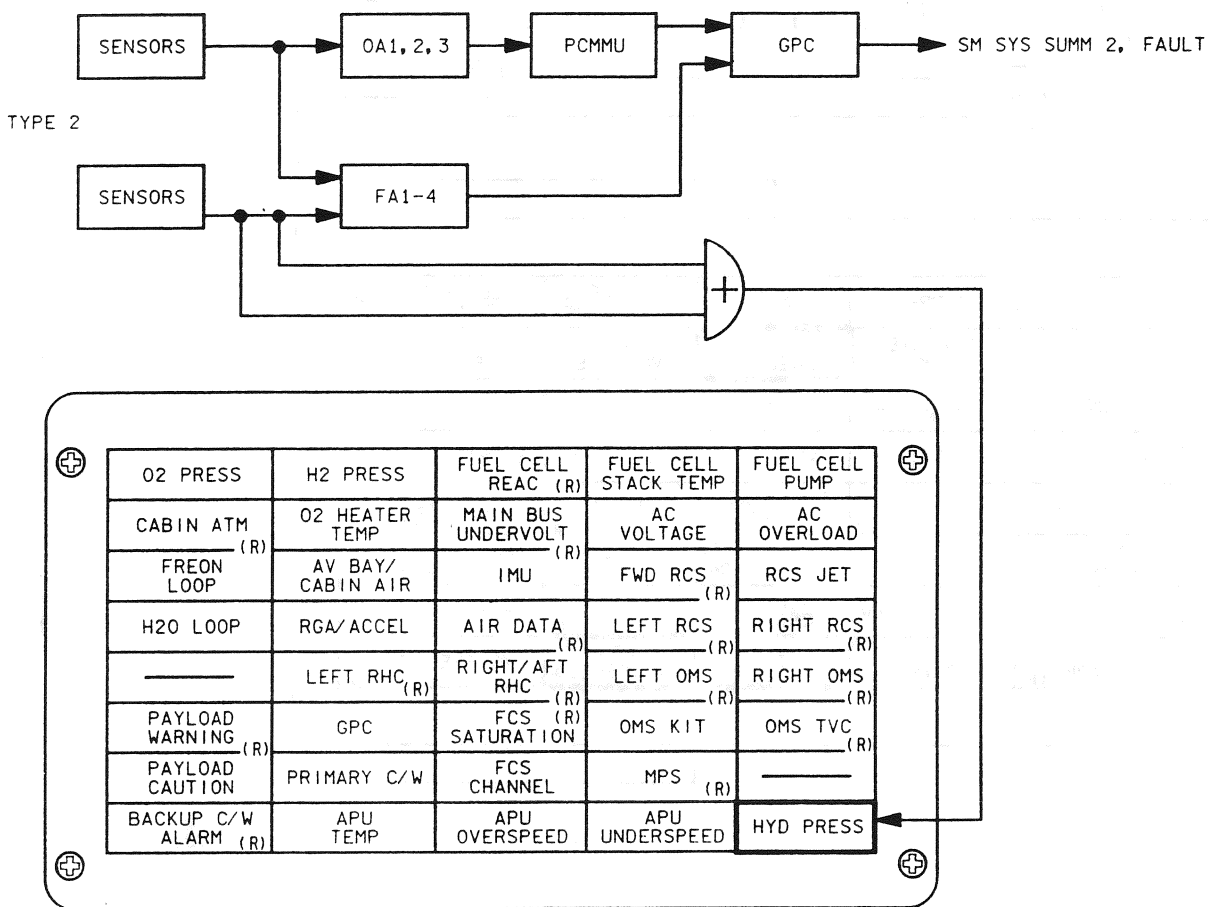 SENSORS
OA1, 2, 3
PCMMU
GPC
SM SYS SUMM 2, FAULT
TYPE 2
SENSORS
FA1-4
+
O2 PRESS
H2 PRESS
FUEL CELL
REAC (R)
FUEL CELL
STACK TEMP
FUEL CELL
PUMP
CABIN ATM
(R)
O2 HEATER
TEMP
MAIN BUS
UNDERVOLT
(R)
AC
VOLTAGE
AC
OVERLOAD
FREON
LOOP
AV BAY/
CABIN AIR
IMU
FWD RCS
(R)
RCS JET
H2O LOOP
RGA/ACCEL
AIR DATA
(R)
LEFT RCS
(R)
RIGHT RCS
(R)
LEFT RHC
(R)
RIGHT/AFT
RHC
(R)
LEFT OMS
(R)
RIGHT OMS
(R)
PAYLOAD
WARNING
(R)
GPC
FCS (R)
SATURATION
OMS KIT
OMS TVC
(R)
PAYLOAD
CAUTION
PRIMARY C/W
FCS
CHANNEL
MPS
(R)
BACKUP C/W
ALARM (R)
APU
TEMP
APU
OVERSPEED
APU
UNDERSPEED
HYD PRESS